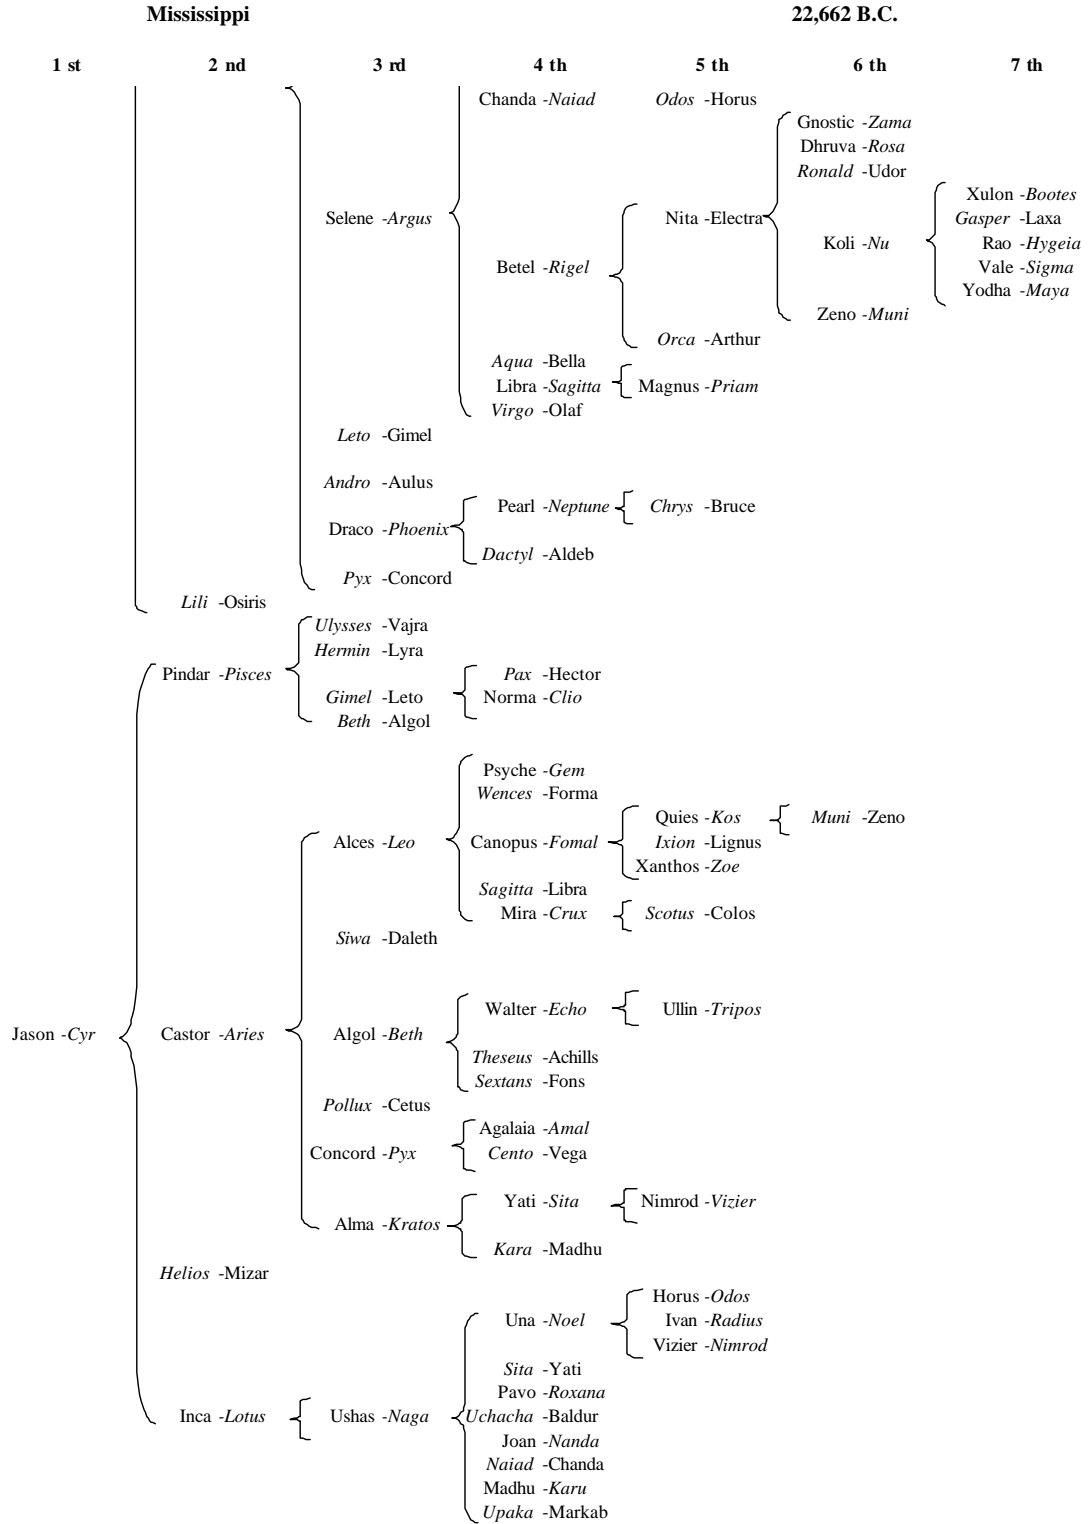 Mississippi 22,662 B.C.
1 st 2 nd 3 rd 4 th 5 th 6 th 7 th
Chanda -Naiad Odos -Horus
Gnostic -Zama
Dhruva -Rosa
Ronald -Udor
Xulon -Bootes
Selene -Argus Nita -Electra Gasper -Laxa
Koli -Nu Rao -Hygeia
Betel -Rigel Vale -Sigma
Yodha -Maya
Zeno -Muni
Orca -Arthur
Aqua -Bella
Libra -Sagitta Magnus -Priam
Virgo -Olaf
Leto -Gimel
Andro -Aulus
Pearl -Neptune Chrys -Bruce
Draco -Phoenix
Dactyl -Aldeb
Pyx -Concord
Lili -Osiris
Ulysses -Vajra
Hermin -Lyra
Pindar -Pisces Pax -Hector
Gimel -Leto Norma -Clio
Beth -Algol
Psyche -Gem
Wences -Forma
Quies -Kos Muni -Zeno
Alces -Leo Canopus -Fomal Ixion -Lignus
Xanthos -Zoe
Sagitta -Libra
Mira -Crux Scotus -Colos
Siwa -Daleth
Walter -Echo Ullin -Tripos
Jason -Cyr Castor -Aries Algol -Beth
Theseus -Achills
Sextans -Fons
Pollux -Cetus
Agalaia -Amal
Concord -Pyx Cento -Vega
Yati -Sita Nimrod -Vizier
Alma -Kratos
Kara -Madhu
Helios -Mizar
Horus -Odos
Una -Noel Ivan -Radius
Vizier -Nimrod
Sita -Yati
Pavo -Roxana
Inca -Lotus Ushas -Naga Uchacha -Baldur
Joan -Nanda
Naiad -Chanda
Madhu -Karu
Upaka -Markab